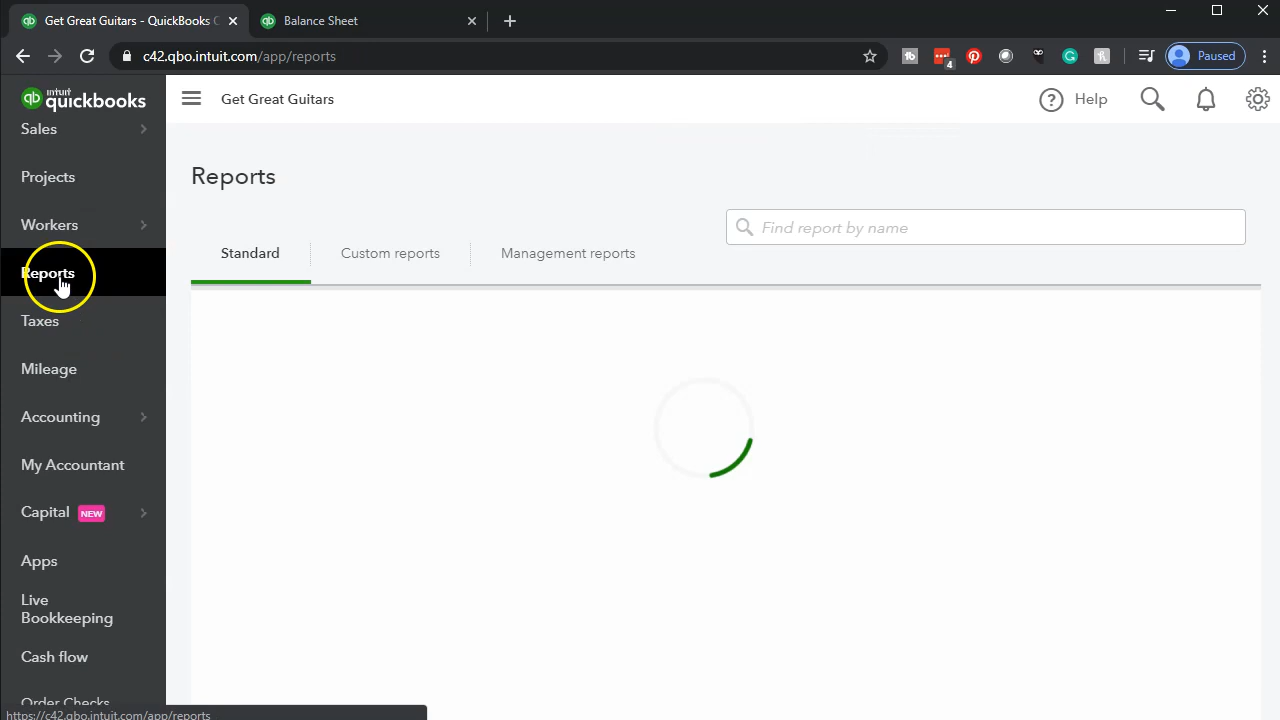 Get Great Guitars - QuickBooks C
Balance Sheet
c42.qbo.intuit.com/app/reports
4
Paused
intuit
quickbooks
Get Great Guitars
Help
Sales
Projects
Workers
Reports
Taxes
Mileage
Accounting
My Accountant
Capital NEW
Apps
Live
Bookkeeping
Cash flow
Order Checks
Reports
Find report by name
Standard
Custom reports
Management reports
https://c42.qbo.intuit.com/app/reports